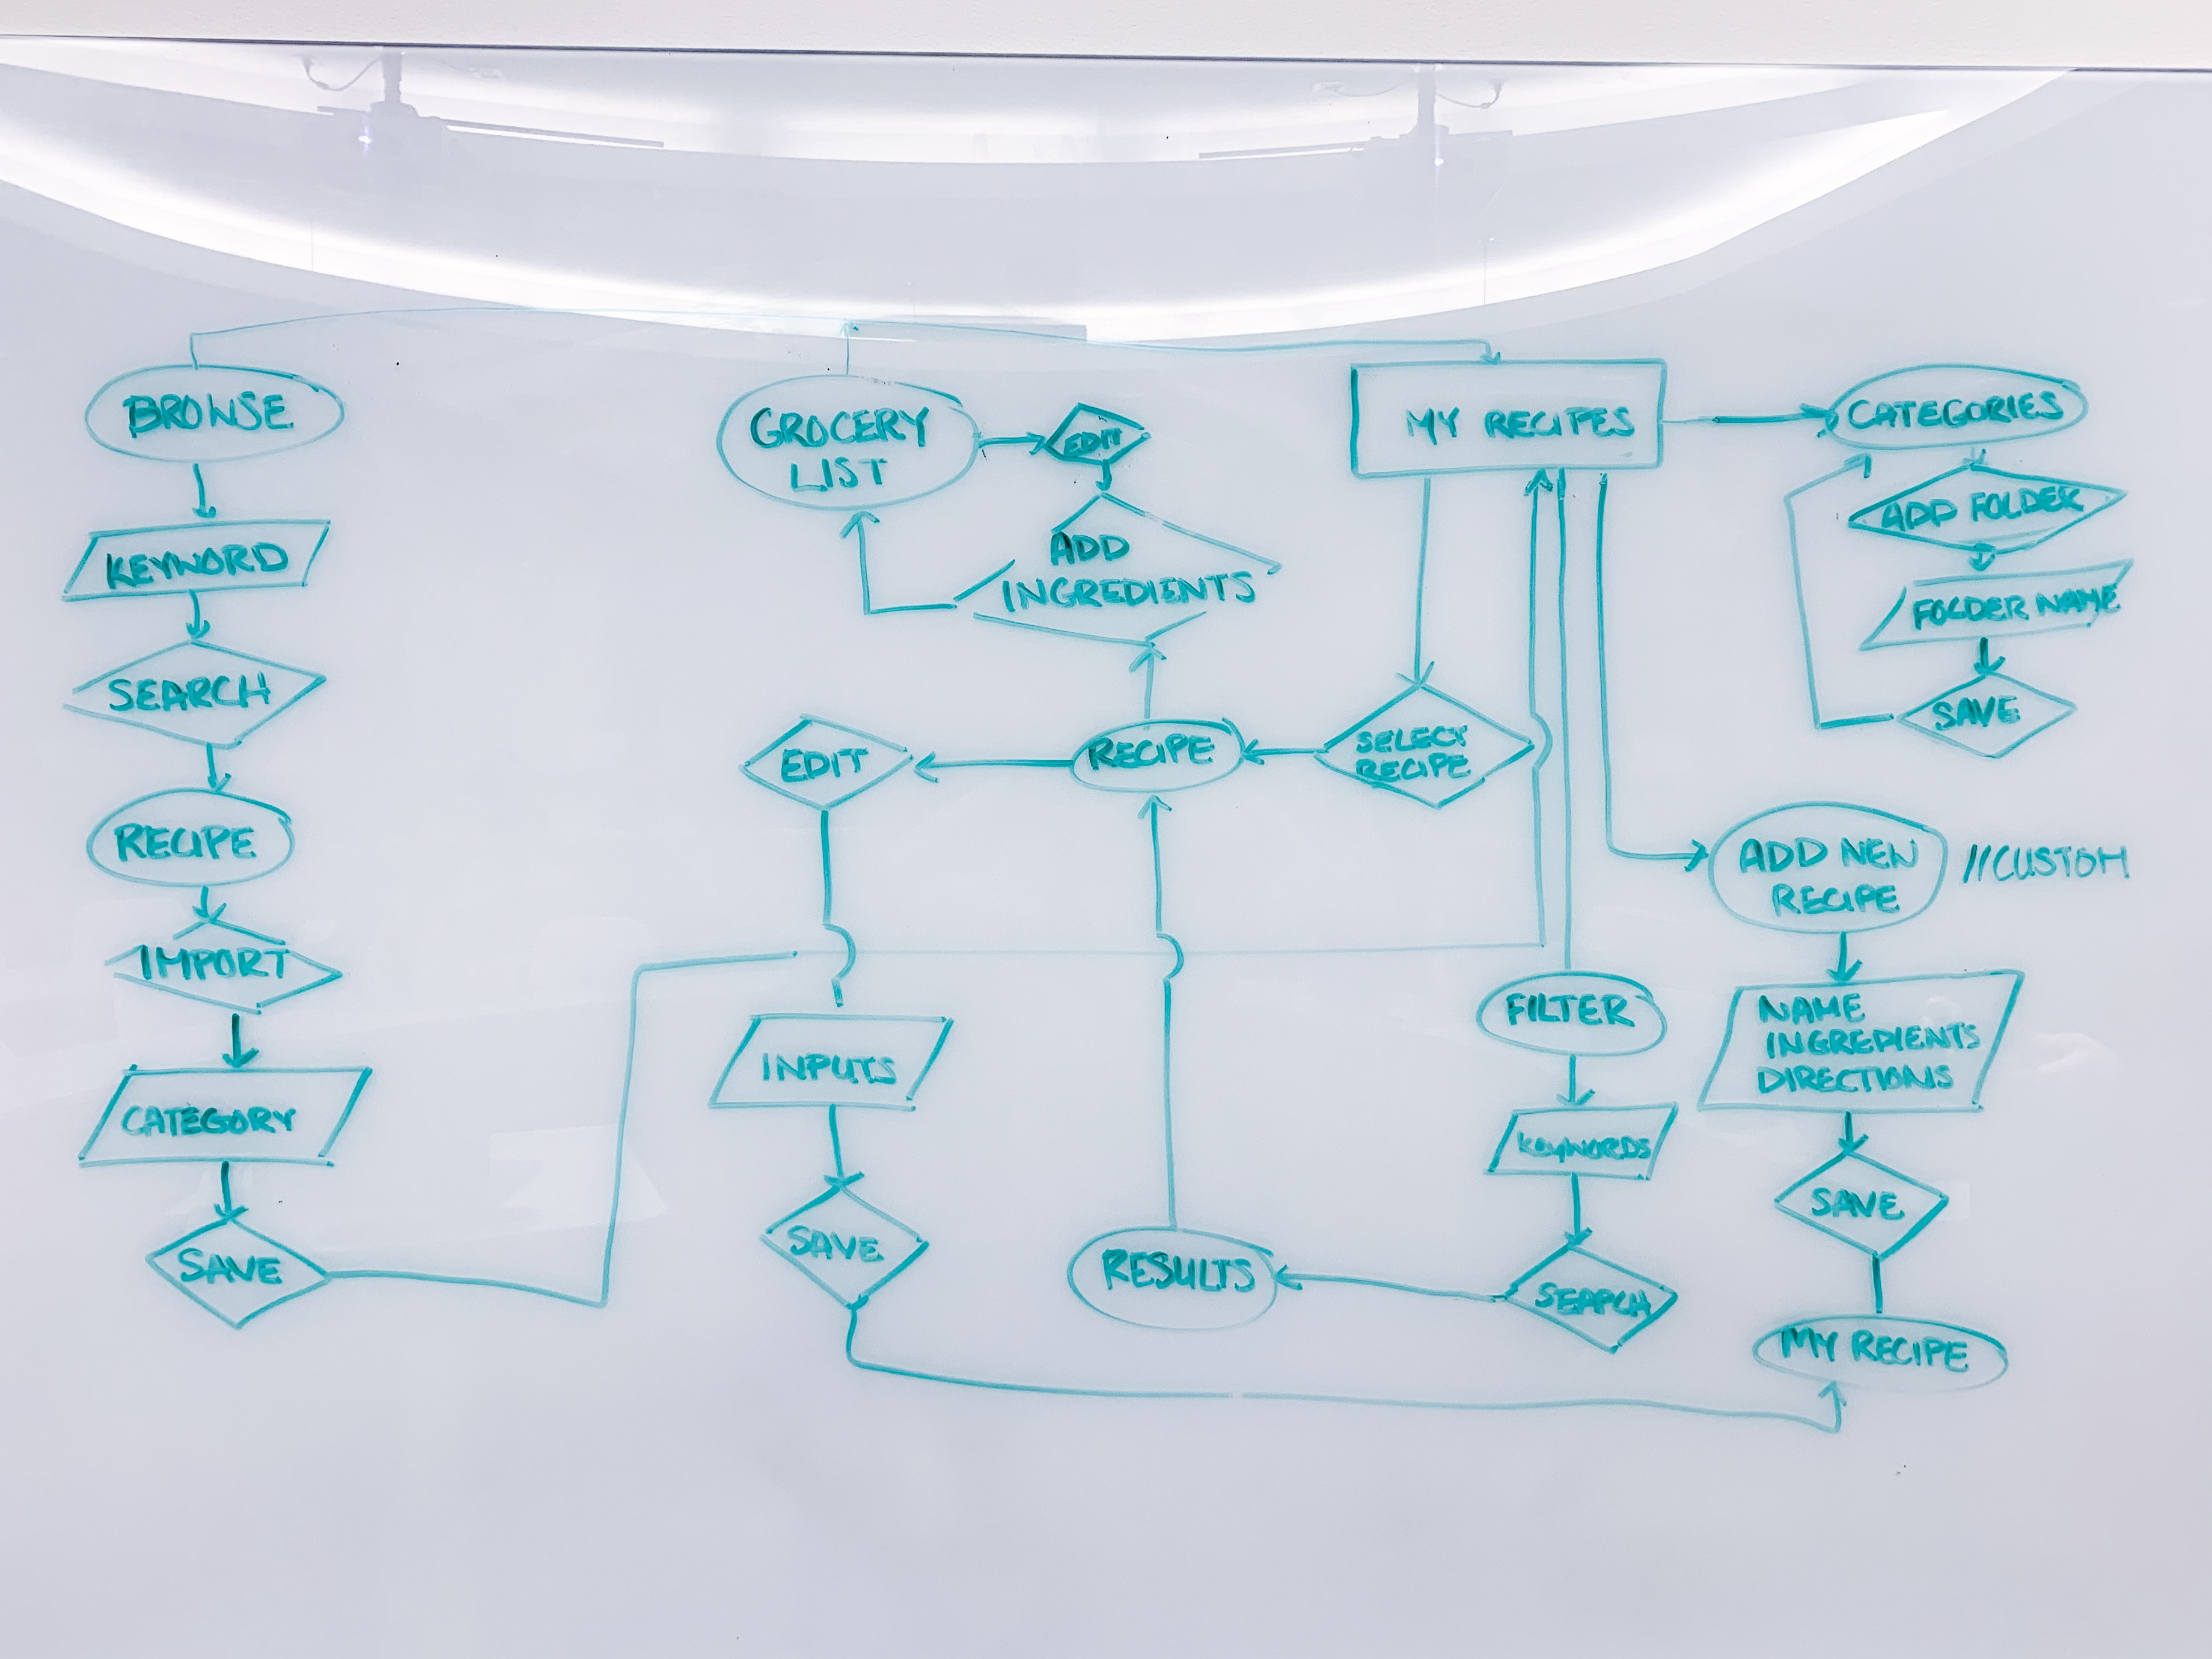 BROWSE
KEYWORD
SEARCH
RECIPE
IMPORT
CATEGORY
SAVE
GROCERY
LIST
EDIT
ADD
INGREDIENTS
EDIT
RECIPE
SELECT
RECIPE
INPUTS
SAVE
RESULTS
MY RECIPES
FILTER
KEYWORDS
SEARCH
CATEGORIES
ADD FOLDER
FOLDER NAME
SAVE
ADD NEW
RECIPE
//CUSTOM
NAME
INGREDIENTS
DIRECTIONS
SAVE
MY RECIPE